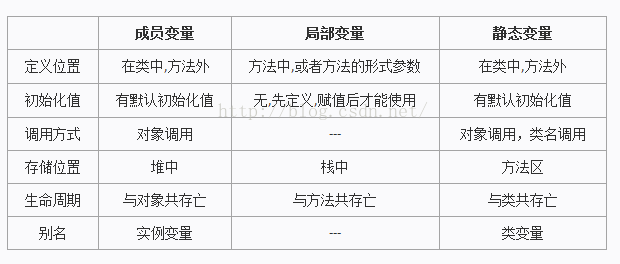 成员变量 局部变量 静态变量
定义位置 在类中,方法外 方法中,或者方法的形式参数 在类中,方法外
初始化值 有默认初始化值 无,先定义,赋值后才能使用 有默认初始化值
http://blog.csdn.net/
调用方式 对象调用 --- 对象调用，类名调用
存储位置 堆中 栈中 方法区
生命周期 与对象共存亡 与方法共存亡 与类共存亡
别名 实例变量 --- 类变量